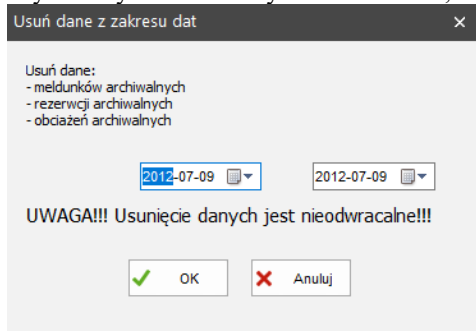 Usuń dane z zakresu dat
Usuń dane:
- meldunków archiwalnych
- rezerwcji archiwalnych
- obciażeń archiwalnych
2012-07-09 2012-07-09
UWAGA!!! Usunięcie danych jest nieodwracalne!!!
OK Anuluj